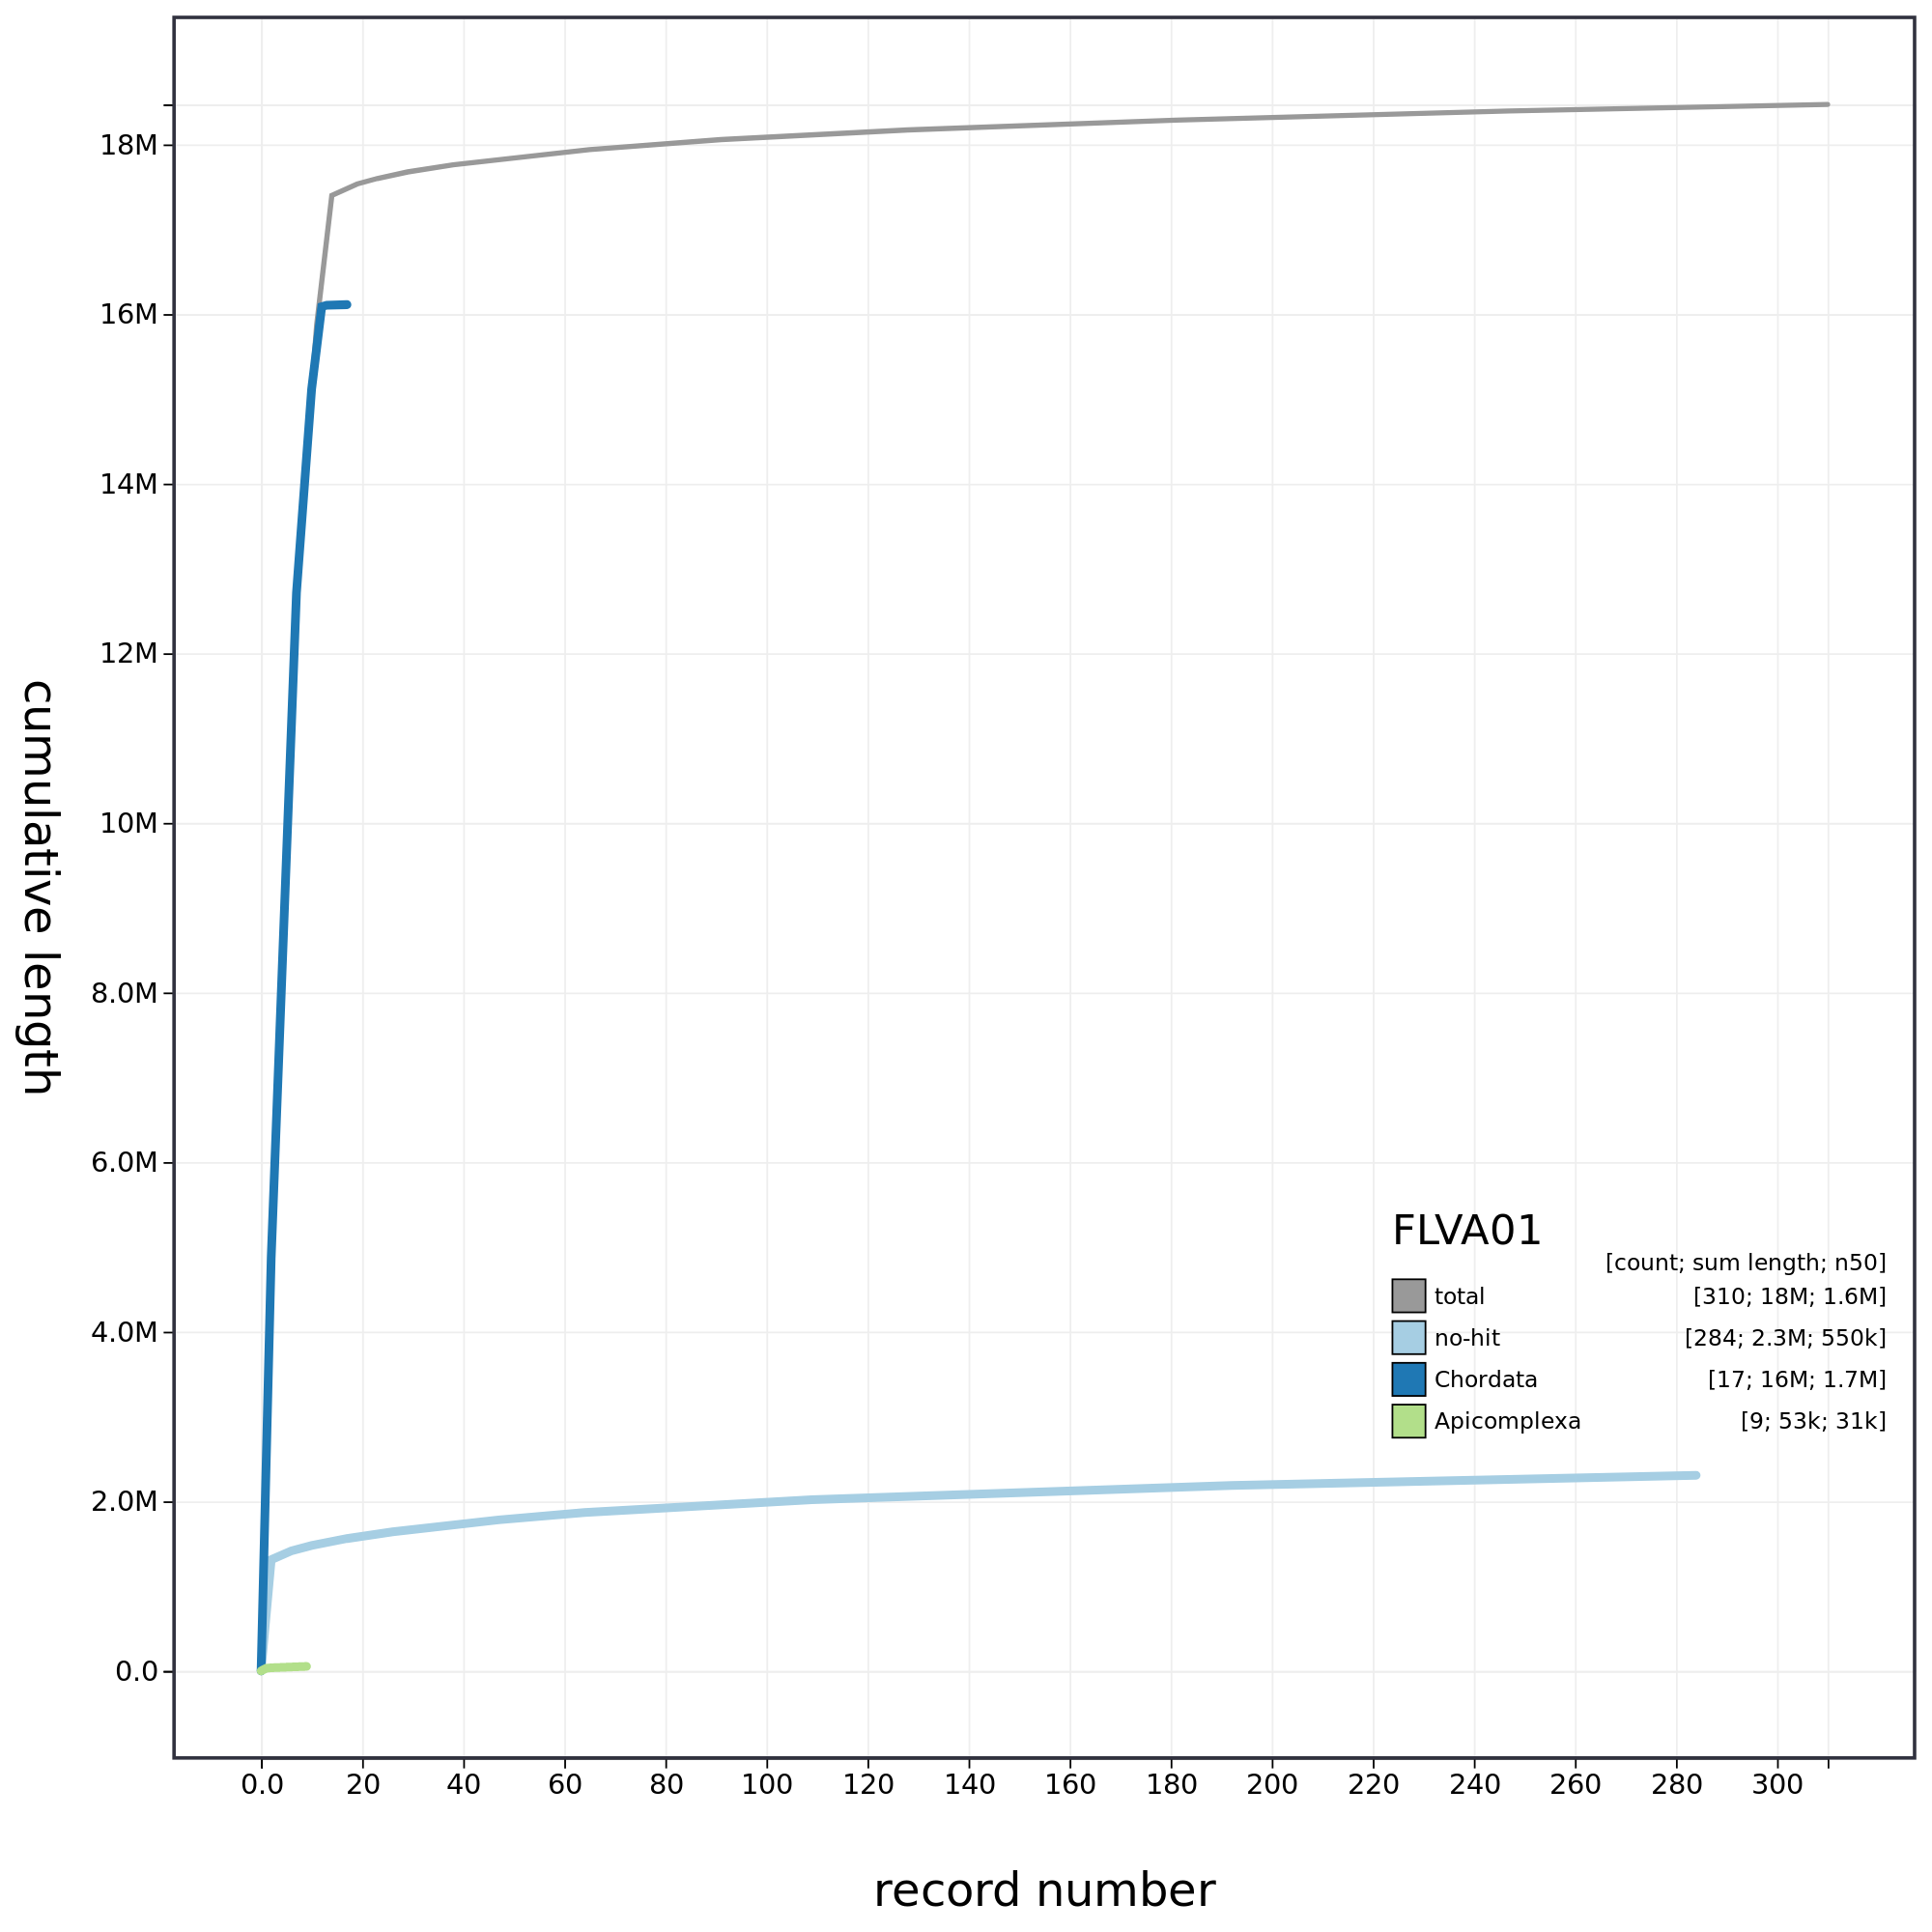 cumulative length
18M
16M
14M
12M
10M
8.0M
6.0M
4.0M
2.0M
0.0
FLVA01
[count; sum length; n50]
total [310; 18M; 1.6M]
no-hit [284; 2.3M; 550k]
Chordata [17; 16M; 1.7M]
Apicomplexa [9; 53k; 31k]
0.0 20 40 60 80 100 120 140 160 180 200 220 240 260 280 300
record number